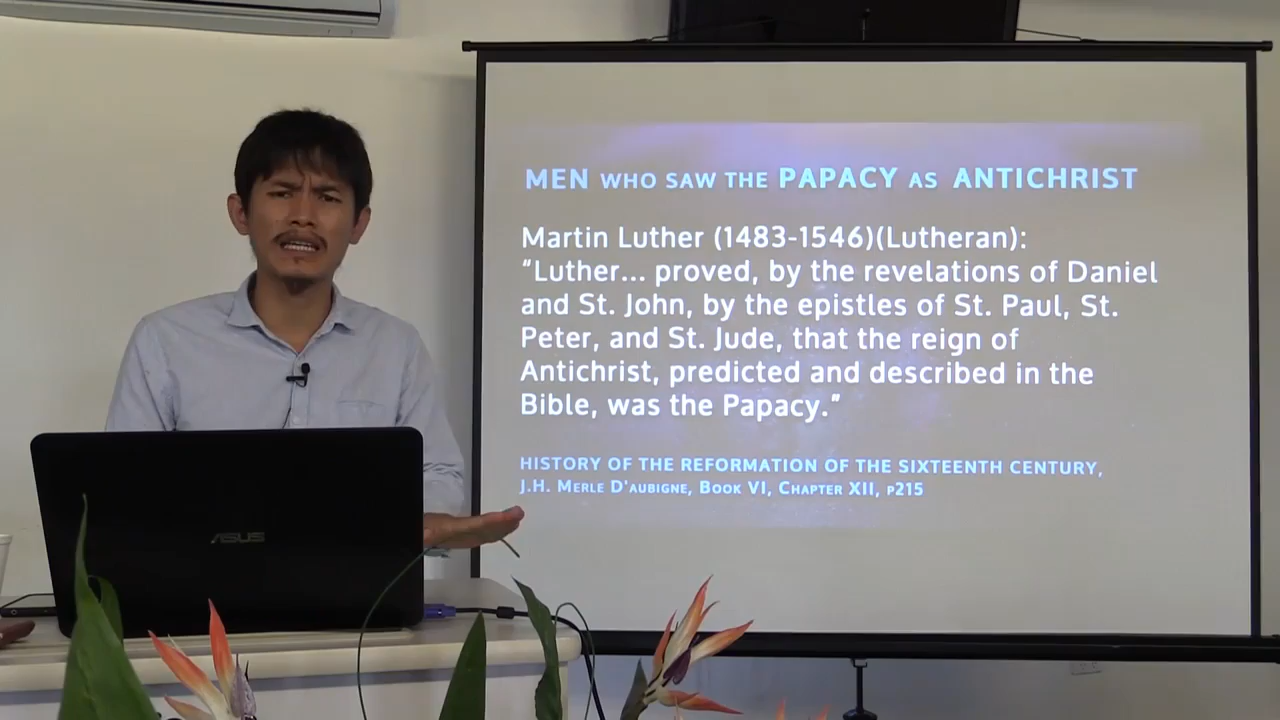 MEN WHO SAW THE PAPACY AS ANTICHRIST
Martin Luther (1483-1546)(Lutheran):
“Luther... proved, by the revelations of Daniel
and St. John, by the epistles of St. Paul, St.
Peter, and St. Jude, that the reign of
Antichrist, predicted and described in the
Bible, was the Papacy.”
HISTORY OF THE REFORMATION OF THE SIXTEENTH CENTURY,
J.H. MERLE D'AUBIGNE, BOOK VI, CHAPTER XII, P215
ASUS